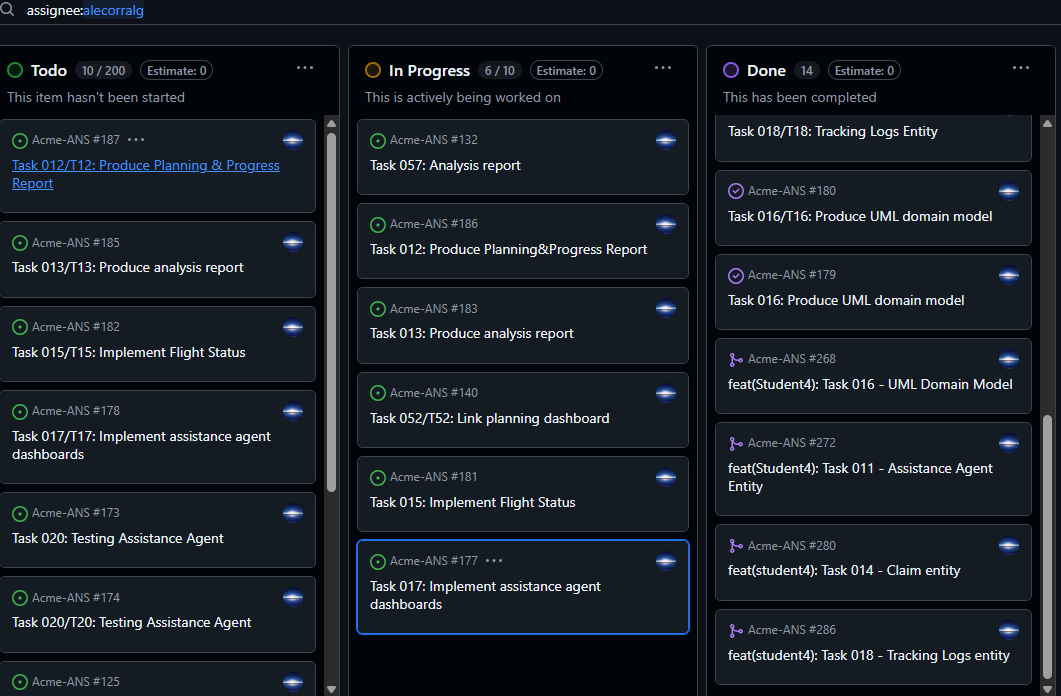 assignee:alecorralg
Todo 10 / 200 Estimate: 0 ...
This item hasn't been started
Acme-ANS #187 ...
Task 012/T12: Produce Planning & Progress
Report
Acme-ANS #185
Task 013/T13: Produce analysis report
Acme-ANS #182
Task 015/T15: Implement Flight Status
Acme-ANS #178
Task 017/T17: Implement assistance agent
dashboards
Acme-ANS #173
Task 020: Testing Assistance Agent
Acme-ANS #174
Task 020/T20: Testing Assistance Agent
Acme-ANS #125
In Progress 6 / 10 Estimate: 0 ...
This is actively being worked on
Acme-ANS #132
Task 057: Analysis report
Acme-ANS #186
Task 012: Produce Planning&Progress Report
Acme-ANS #183
Task 013: Produce analysis report
Acme-ANS #140
Task 052/T52: Link planning dashboard
Acme-ANS #181
Task 015: Implement Flight Status
Acme-ANS #177 ...
Task 017: Implement assistance agent
dashboards
Done 14 Estimate: 0 ...
This has been completed
Task 018/T18: Tracking Logs Entity
Acme-ANS #180
Task 016/T16: Produce UML domain model
Acme-ANS #179
Task 016: Produce UML domain model
Acme-ANS #268
feat(Student4): Task 016 - UML Domain Model
Acme-ANS #272
feat(Student4): Task 011 - Assistance Agent
Entity
Acme-ANS #280
feat(student4): Task 014 - Claim entity
Acme-ANS #286
feat(student4): Task 018 - Tracking Logs entity